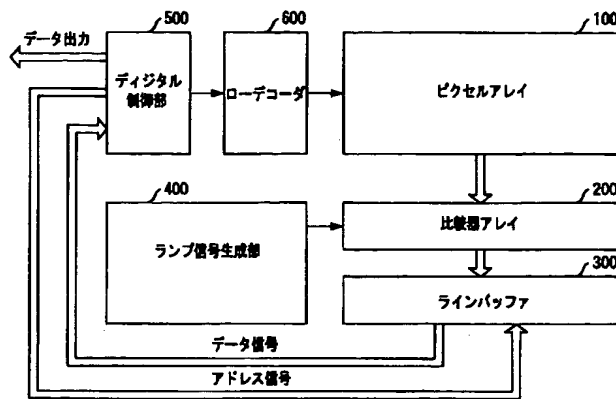 500
600
100
データ出力
ディジタル
制御部
ローデコーダ
ピクセルアレイ
400
200
ランプ信号生成部
比較器アレイ
300
ラインバッファ
データ信号
アドレス信号